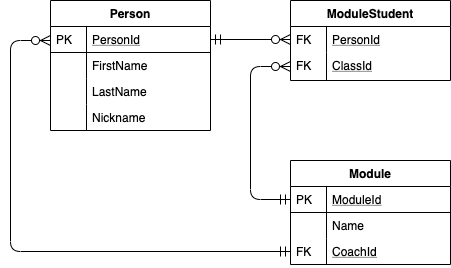 Person
PK PersonId
FirstName
LastName
Nickname
ModuleStudent
FK PersonId
FK ClassId
Module
PK ModuleId
Name
FK CoachId